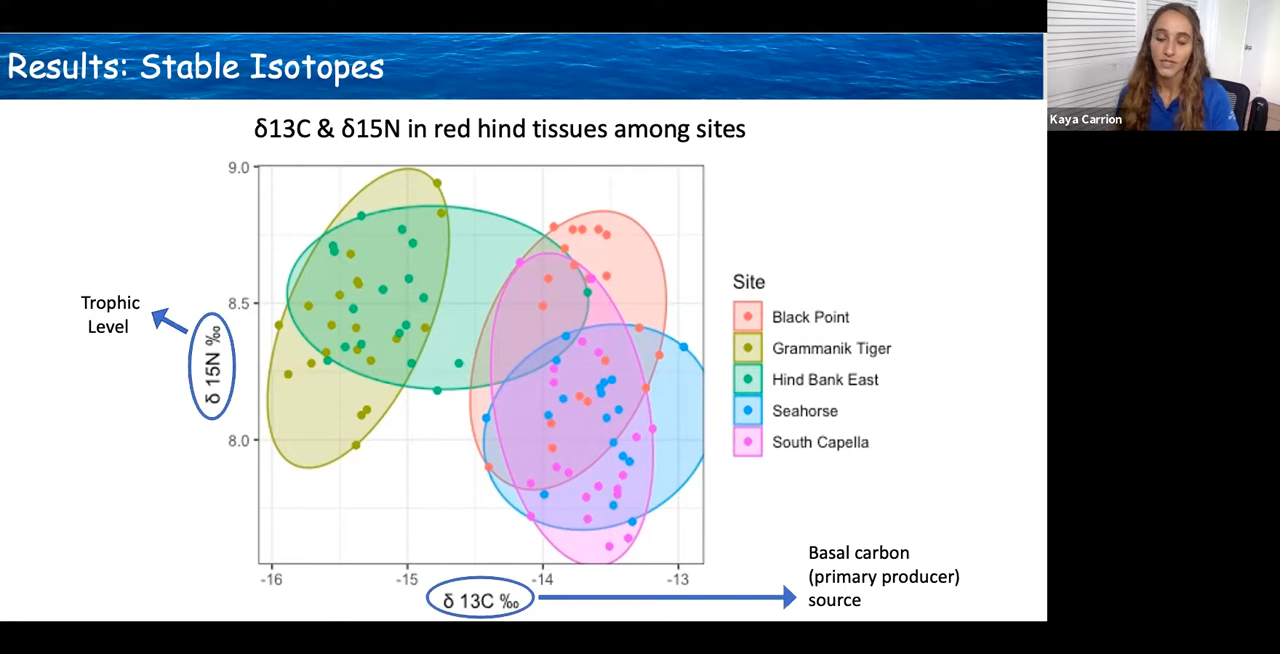 Results: Stable Isotopes
Kaya Carrion
δ13C & δ15N in red hind tissues among sites
9.0
8.5
8.0
Trophic
Level
δ 15N ‰
-16
-15
-14
-13
δ 13C ‰
Site
Black Point
Grammanik Tiger
Hind Bank East
Seahorse
South Capella
Basal carbon
(primary producer)
source